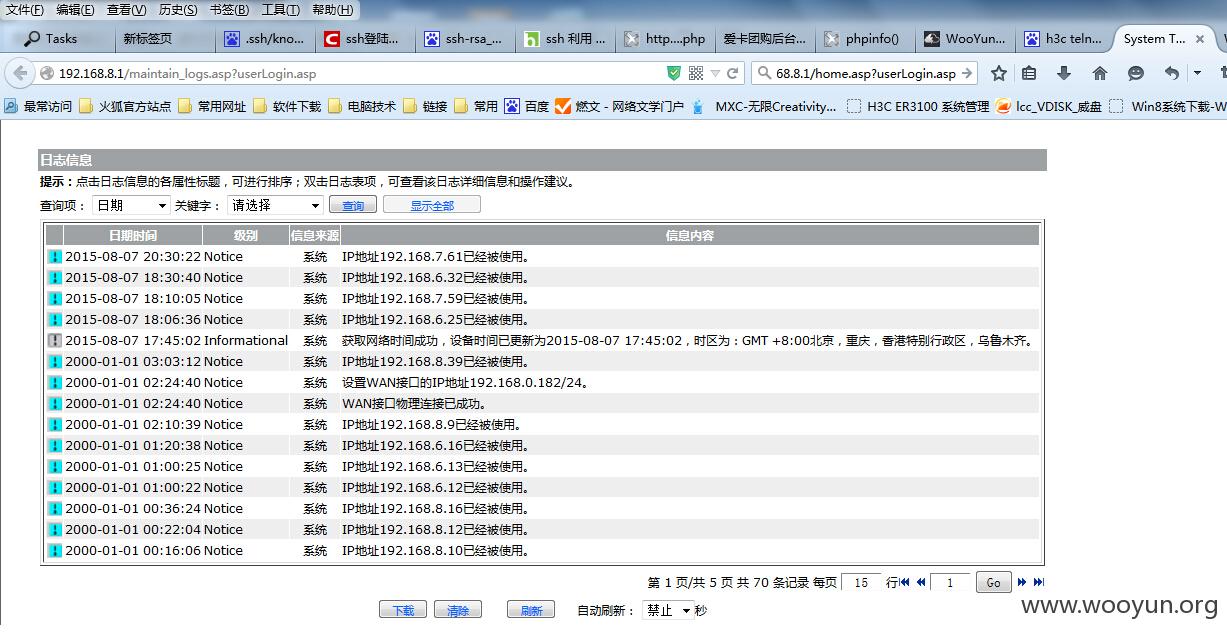 文件(F) 编辑(E) 查看(V) 历史(S) 书签(B) 工具(T) 帮助(H)
Tasks 新标签页 .ssh/kno... ssh登陆... ssh-rsa_... ssh 利用 ... http....php 爱卡团购后台... phpinfo() WooYun... h3c teln... System T...
192.168.8.1/maintain_logs.asp?userLogin.asp 68.8.1/home.asp?userLogin.asp
最常访问 火狐官方站点 常用网址 软件下载 电脑技术 链接 常用 百度 燃文 - 网络文学门户 MXC-无限Creativity... H3C ER3100 系统管理 lcc_VDISK_威盘 Win8系统下载-W
日志信息
提示：点击日志信息的各属性标题，可进行排序；双击日志表项，可查看该日志详细信息和操作建议。
查询项： 日期 关键字： 请选择 查询 显示全部
日期时间 级别 信息来源 信息内容
2015-08-07 20:30:22 Notice 系统 IP地址192.168.7.61已经被使用。
2015-08-07 18:30:40 Notice 系统 IP地址192.168.6.32已经被使用。
2015-08-07 18:10:05 Notice 系统 IP地址192.168.7.59已经被使用。
2015-08-07 18:06:36 Notice 系统 IP地址192.168.6.25已经被使用。
2015-08-07 17:45:02 Informational 系统 获取网络时间成功，设备时间已更新为2015-08-07 17:45:02，时区为：GMT +8:00北京，重庆，香港特别行政区，乌鲁木齐。
2000-01-01 03:03:12 Notice 系统 IP地址192.168.8.39已经被使用。
2000-01-01 02:24:40 Notice 系统 设置WAN接口的IP地址192.168.0.182/24。
2000-01-01 02:24:40 Notice 系统 WAN接口物理连接已成功。
2000-01-01 02:10:39 Notice 系统 IP地址192.168.8.9已经被使用。
2000-01-01 01:20:38 Notice 系统 IP地址192.168.6.16已经被使用。
2000-01-01 01:00:25 Notice 系统 IP地址192.168.6.13已经被使用。
2000-01-01 01:00:22 Notice 系统 IP地址192.168.6.12已经被使用。
2000-01-01 00:36:24 Notice 系统 IP地址192.168.8.16已经被使用。
2000-01-01 00:22:04 Notice 系统 IP地址192.168.8.12已经被使用。
2000-01-01 00:16:06 Notice 系统 IP地址192.168.8.10已经被使用。
第 1 页/共 5 页 共 70 条记录 每页 15 行 1 Go
下载 清除 刷新 自动刷新： 禁止 秒
www.wooyun.org